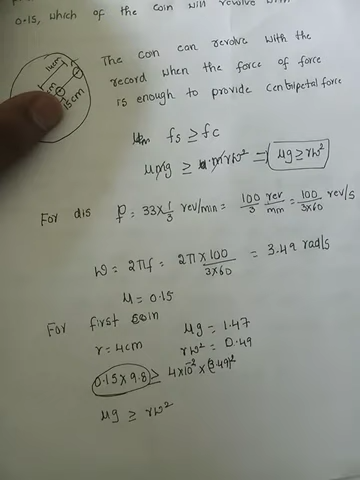 0.15, which of the coin will revolve with
The coin can revolve with the
record when the force of force
is enough to provide centripetal force
4cm
15cm
fs ≥ fc
μmg ≥ mrω² = μg ≥ rω²
For dis f = 33×1/3 rev/min = 100/3 rev/min = 100/3×60 rev/s
ω = 2πf = 2π×100/3×60 = 3.49 rad/s
μ = 0.15
For first coin μg = 1.47
r = 4cm rω² = 0.49
0.15×9.8 ≥ 4×10⁻² × (3.49)²
μg ≥ rω²